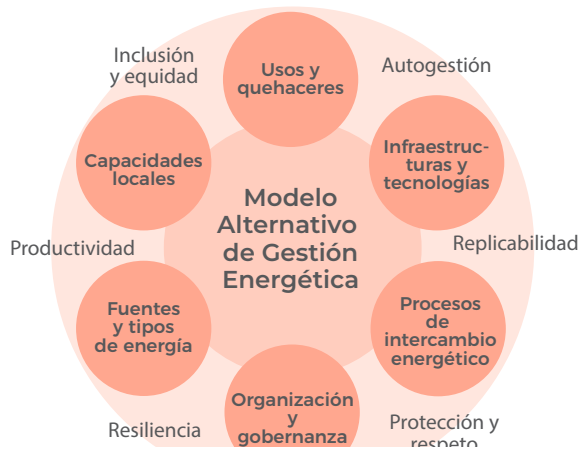 Inclusión
y equidad
Usos y
quehaceres
Autogestión
Capacidades
locales
Infraestruc-
turas y
tecnologías
Modelo
Alternativo
de Gestión
Energética
Productividad
Replicabilidad
Fuentes
y tipos
de energía
Procesos
de
intercambio
energético
Organización
y
gobernanza
Resiliencia
Protección y
respeto